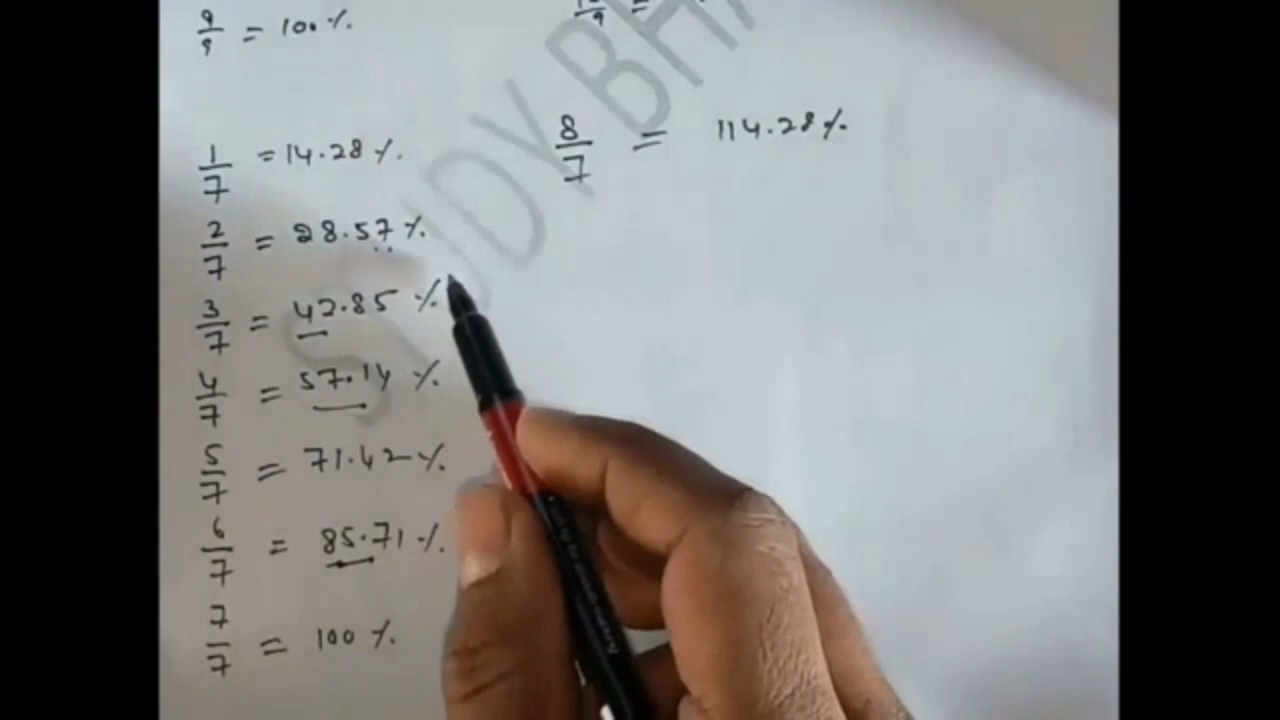 9/9 = 100%
1/7 = 14.28%
8/7 = 114.28%
2/7 = 28.57%
3/7 = 42.85%
4/7 = 57.14%
5/7 = 71.42%
6/7 = 85.71%
7/7 = 100%